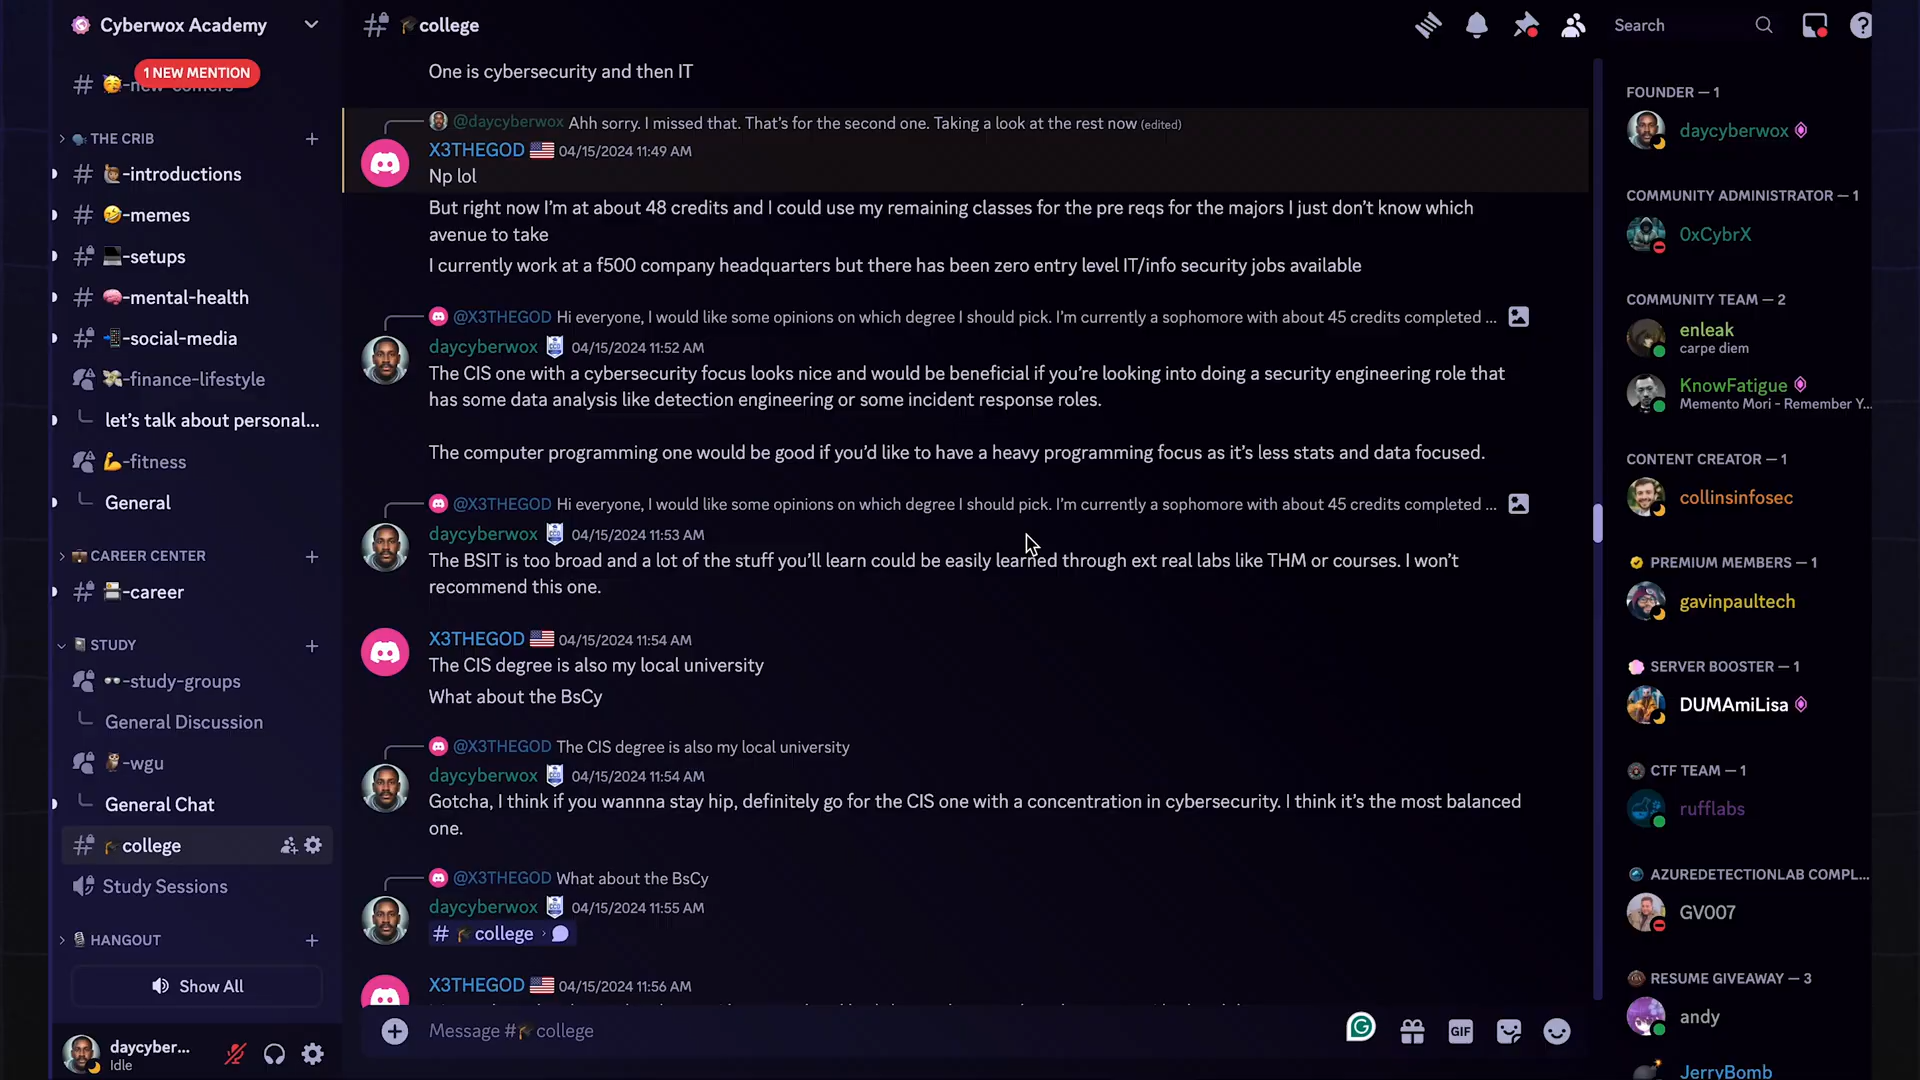 Cyberwox Academy
1 NEW MENTION
THE CRIB
-introductions
-memes
-setups
-mental-health
-social-media
-finance-lifestyle
let's talk about personal...
-fitness
General
CAREER CENTER
-career
STUDY
-study-groups
General Discussion
-wgu
General Chat
college
Study Sessions
HANGOUT
Show All
daycyber...
Idle
college
Search
One is cybersecurity and then IT
@daycyberwox Ahh sorry. I missed that. That's for the second one. Taking a look at the rest now (edited)
X3THEGOD 04/15/2024 11:49 AM
Np lol
But right now I'm at about 48 credits and I could use my remaining classes for the pre reqs for the majors I just don't know which
avenue to take
I currently work at a f500 company headquarters but there has been zero entry level IT/info security jobs available
@X3THEGOD Hi everyone, I would like some opinions on which degree I should pick. I'm currently a sophomore with about 45 credits completed ...
daycyberwox 04/15/2024 11:52 AM
The CIS one with a cybersecurity focus looks nice and would be beneficial if you're looking into doing a security engineering role that
has some data analysis like detection engineering or some incident response roles.
The computer programming one would be good if you'd like to have a heavy programming focus as it's less stats and data focused.
@X3THEGOD Hi everyone, I would like some opinions on which degree I should pick. I'm currently a sophomore with about 45 credits completed ...
daycyberwox 04/15/2024 11:53 AM
The BSIT is too broad and a lot of the stuff you'll learn could be easily learned through ext real labs like THM or courses. I won't
recommend this one.
X3THEGOD 04/15/2024 11:54 AM
The CIS degree is also my local university
What about the BsCy
@X3THEGOD The CIS degree is also my local university
daycyberwox 04/15/2024 11:54 AM
Gotcha, I think if you wannna stay hip, definitely go for the CIS one with a concentration in cybersecurity. I think it's the most balanced
one.
@X3THEGOD What about the BsCy
daycyberwox 04/15/2024 11:55 AM
# college
X3THEGOD 04/15/2024 11:56 AM
Message # college
GIF
FOUNDER — 1
daycyberwox
COMMUNITY ADMINISTRATOR — 1
0xCybrX
COMMUNITY TEAM — 2
enleak
carpe diem
KnowFatigue
Memento Mori - Remember Y...
CONTENT CREATOR — 1
collinsinfosec
PREMIUM MEMBERS — 1
gavinpaultech
SERVER BOOSTER — 1
DUMAmiLisa
CTF TEAM — 1
rufflabs
AZUREDETECTIONLAB COMPL...
GV007
RESUME GIVEAWAY — 3
andy
JerryBomb